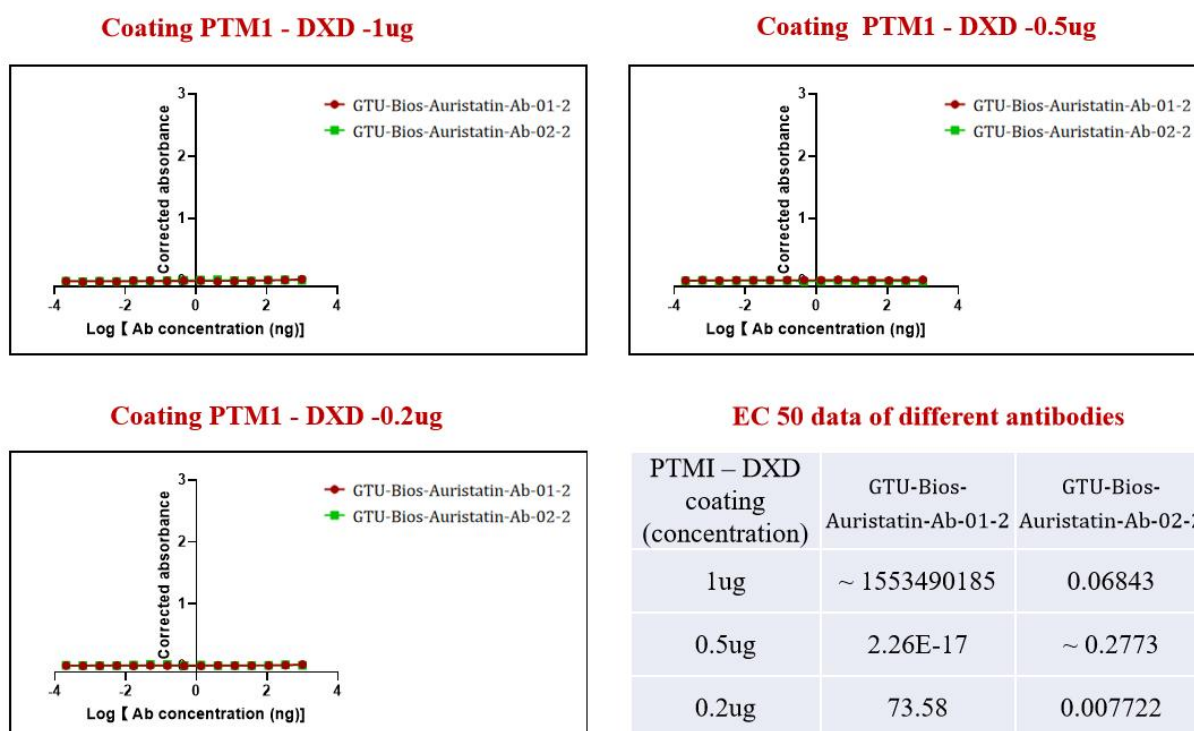 Coating PTM1 - DXD -1ug
Coating PTM1 - DXD -0.5ug
3
2
1
0
Corrected absorbance
-4 -2 0 2 4
Log【 Ab concentration (ng)]
GTU-Bios-Auristatin-Ab-01-2
GTU-Bios-Auristatin-Ab-02-2
3
2
1
0
Corrected absorbance
-4 -2 0 2 4
Log【 Ab concentration (ng)]
GTU-Bios-Auristatin-Ab-01-2
GTU-Bios-Auristatin-Ab-02-2
Coating PTM1 - DXD -0.2ug
3
2
1
0
Corrected absorbance
-4 -2 0 2 4
Log【 Ab concentration (ng)]
GTU-Bios-Auristatin-Ab-01-2
GTU-Bios-Auristatin-Ab-02-2
EC 50 data of different antibodies
PTMI – DXD
coating
(concentration)
GTU-Bios-
Auristatin-Ab-01-2
GTU-Bios-
Auristatin-Ab-02-2
1ug ~ 1553490185 0.06843
0.5ug 2.26E-17 ~ 0.2773
0.2ug 73.58 0.007722